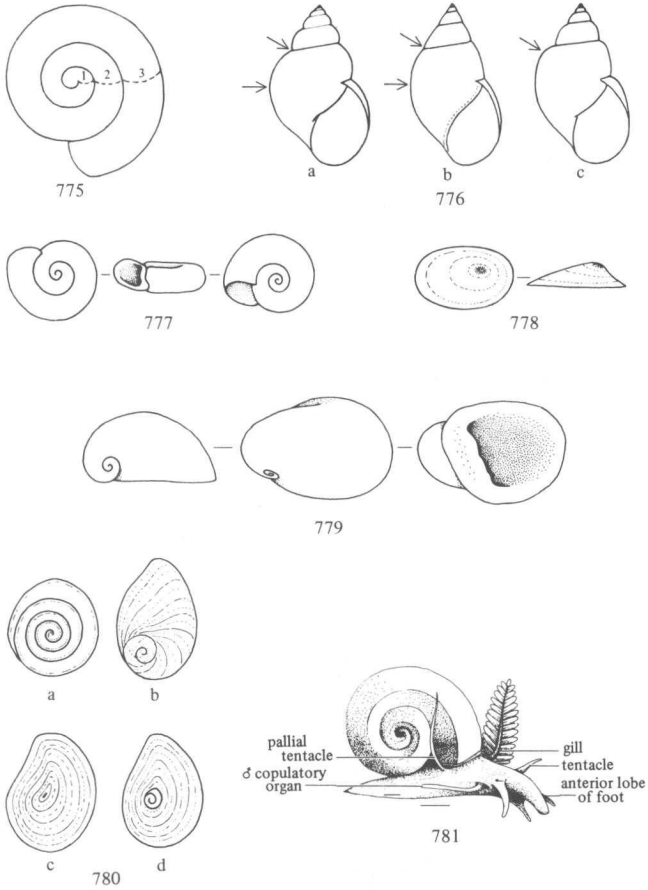 1 2 3
775
a b c
776
777
778
779
a b
c d
780
pallial
tentacle
♂ copulatory
organ
gill
tentacle
anterior lobe
of foot
781